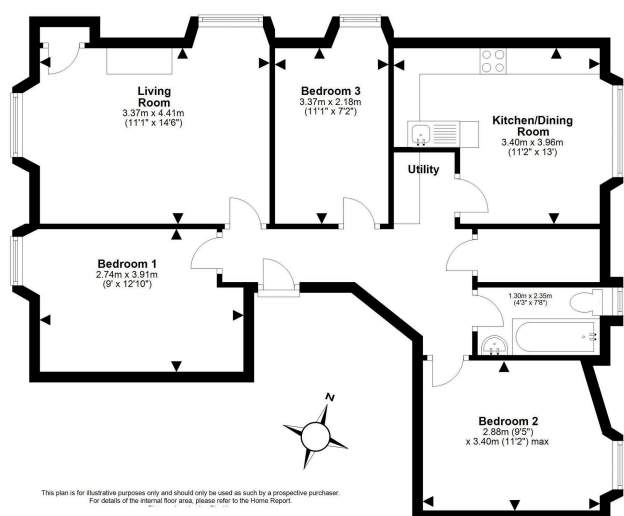 Living
Room
3.37m x 4.41m
(11'1" x 14'6")
Bedroom 3
3.37m x 2.18m
(11'1" x 7'2")
Kitchen/Dining
Room
3.40m x 3.96m
(11'2" x 13')
Utility
Bedroom 1
2.74m x 3.91m
(9' x 12'10")
1.30m x 2.35m
(4'3" x 7'8")
Bedroom 2
2.88m (9'5")
x 3.40m (11'2") max
N
This plan is for illustrative purposes only and should only be used as such by a prospective purchaser.
For details of the internal floor area, please refer to the Home Report.